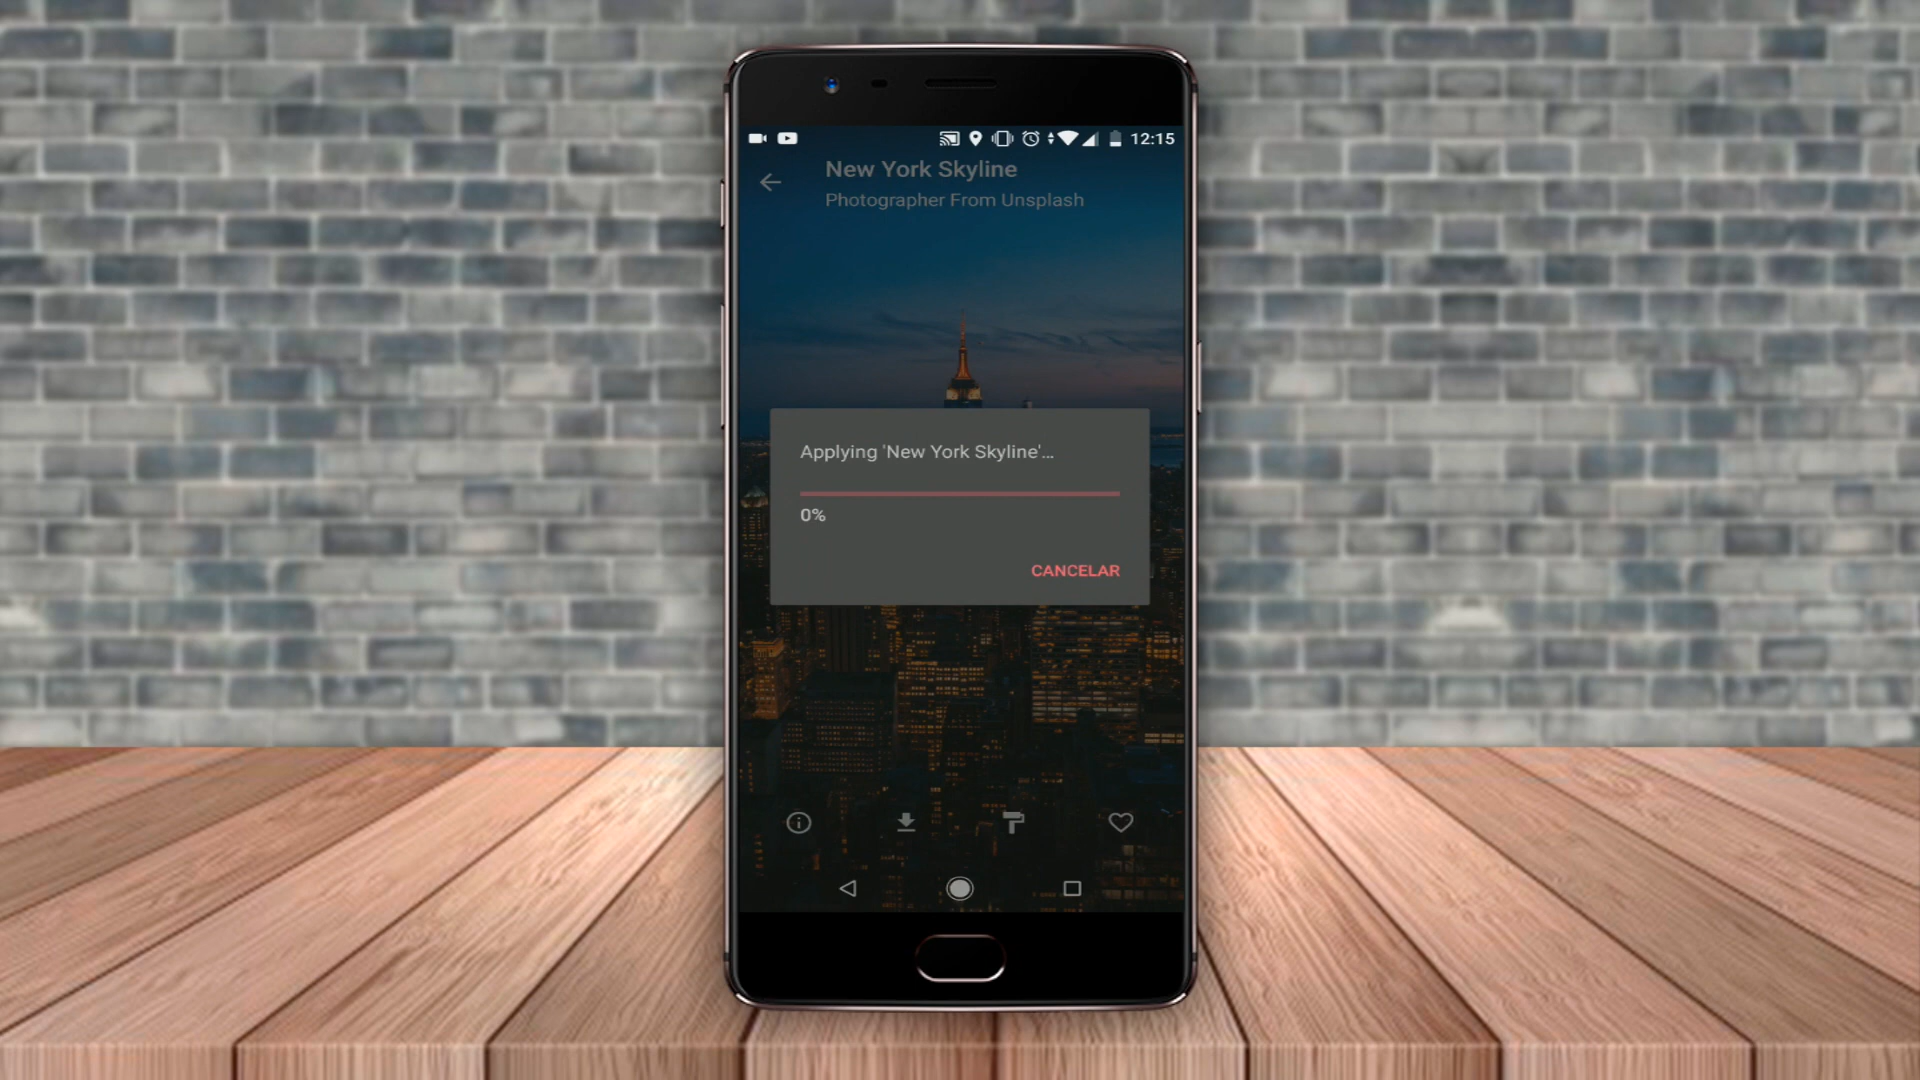 12:15
New York Skyline
Photographer From Unsplash
Applying 'New York Skyline'...
0%
CANCELAR